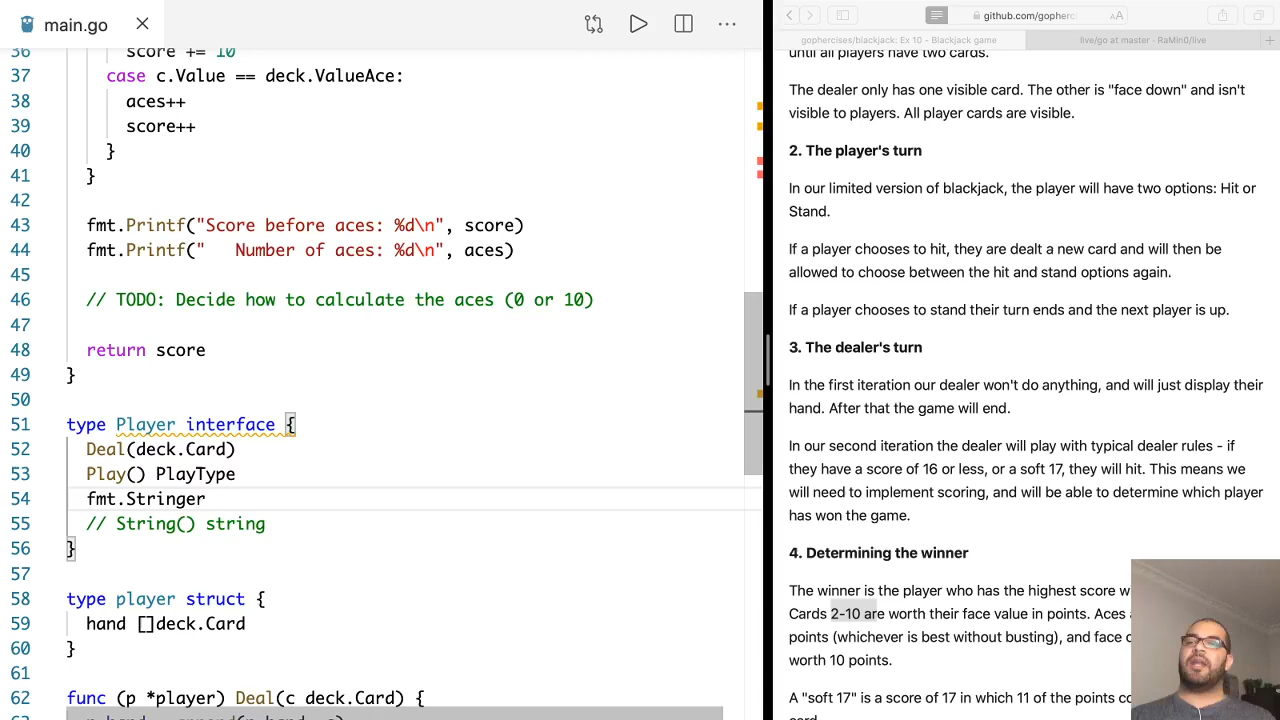 main.go
36 score += 10
37 case c.Value == deck.ValueAce:
38 aces++
39 score++
40 }
41 }
42
43 fmt.Printf("Score before aces: %d\n", score)
44 fmt.Printf("   Number of aces: %d\n", aces)
45
46 // TODO: Decide how to calculate the aces (0 or 10)
47
48 return score
49 }
50
51 type Player interface {
52 Deal(deck.Card)
53 Play() PlayType
54 fmt.Stringer
55 // String() string
56 }
57
58 type player struct {
59 hand []deck.Card
60 }
61
62 func (p *player) Deal(c deck.Card) {
github.com/gopherc
AA
gophercises/blackjack: Ex 10 - Blackjack game
live/go at master · RaMin0/live
until all players have two cards.
The dealer only has one visible card. The other is "face down" and isn't
visible to players. All player cards are visible.
2. The player's turn
In our limited version of blackjack, the player will have two options: Hit or
Stand.
If a player chooses to hit, they are dealt a new card and will then be
allowed to choose between the hit and stand options again.
If a player chooses to stand their turn ends and the next player is up.
3. The dealer's turn
In the first iteration our dealer won't do anything, and will just display their
hand. After that the game will end.
In our second iteration the dealer will play with typical dealer rules - if
they have a score of 16 or less, or a soft 17, they will hit. This means we
will need to implement scoring, and will be able to determine which player
has won the game.
4. Determining the winner
The winner is the player who has the highest score w
Cards 2-10 are worth their face value in points. Aces
points (whichever is best without busting), and face
worth 10 points.
A "soft 17" is a score of 17 in which 11 of the points